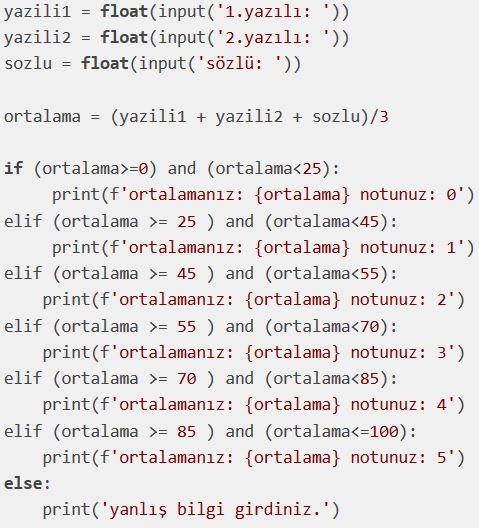 yazili1 = float(input('1.yazılı: '))
yazili2 = float(input('2.yazılı: '))
sozlu = float(input('sözlü: '))

ortalama = (yazili1 + yazili2 + sozlu)/3

if (ortalama>=0) and (ortalama<25):
     print(f'ortalamanız: {ortalama} notunuz: 0')
elif (ortalama >= 25 ) and (ortalama<45):
     print(f'ortalamanız: {ortalama} notunuz: 1')
elif (ortalama >= 45 ) and (ortalama<55):
    print(f'ortalamanız: {ortalama} notunuz: 2')
elif (ortalama >= 55 ) and (ortalama<70):
    print(f'ortalamanız: {ortalama} notunuz: 3')
elif (ortalama >= 70 ) and (ortalama<85):
    print(f'ortalamanız: {ortalama} notunuz: 4')
elif (ortalama >= 85 ) and (ortalama<=100):
    print(f'ortalamanız: {ortalama} notunuz: 5')
else:
    print('yanlış bilgi girdiniz.')